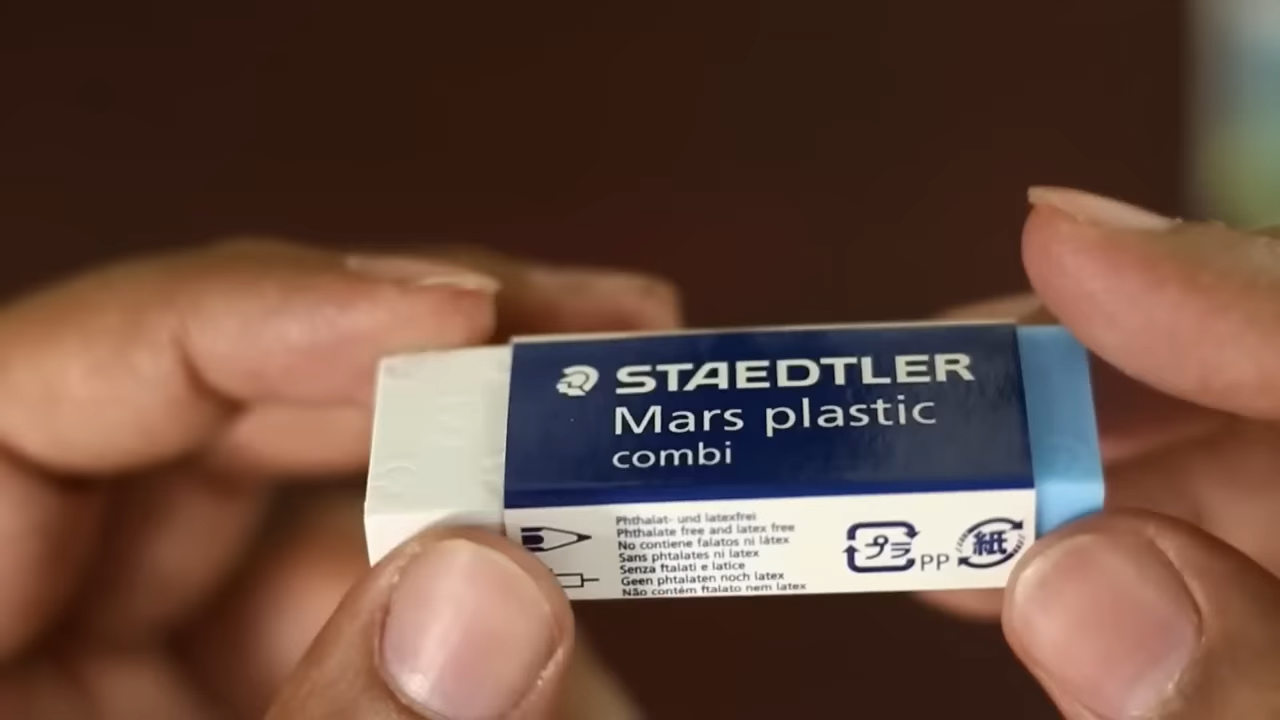 STAEDTLER
Mars plastic
combi
Phthalat- und latexfrei
Phthalate free and latex free
No contiene falatos ni látex
Sans phtalates ni latex
Senza ftalati e latice
Geen phtalaten noch latex
Não contém ftalato nem latex
プラ
PP
紙